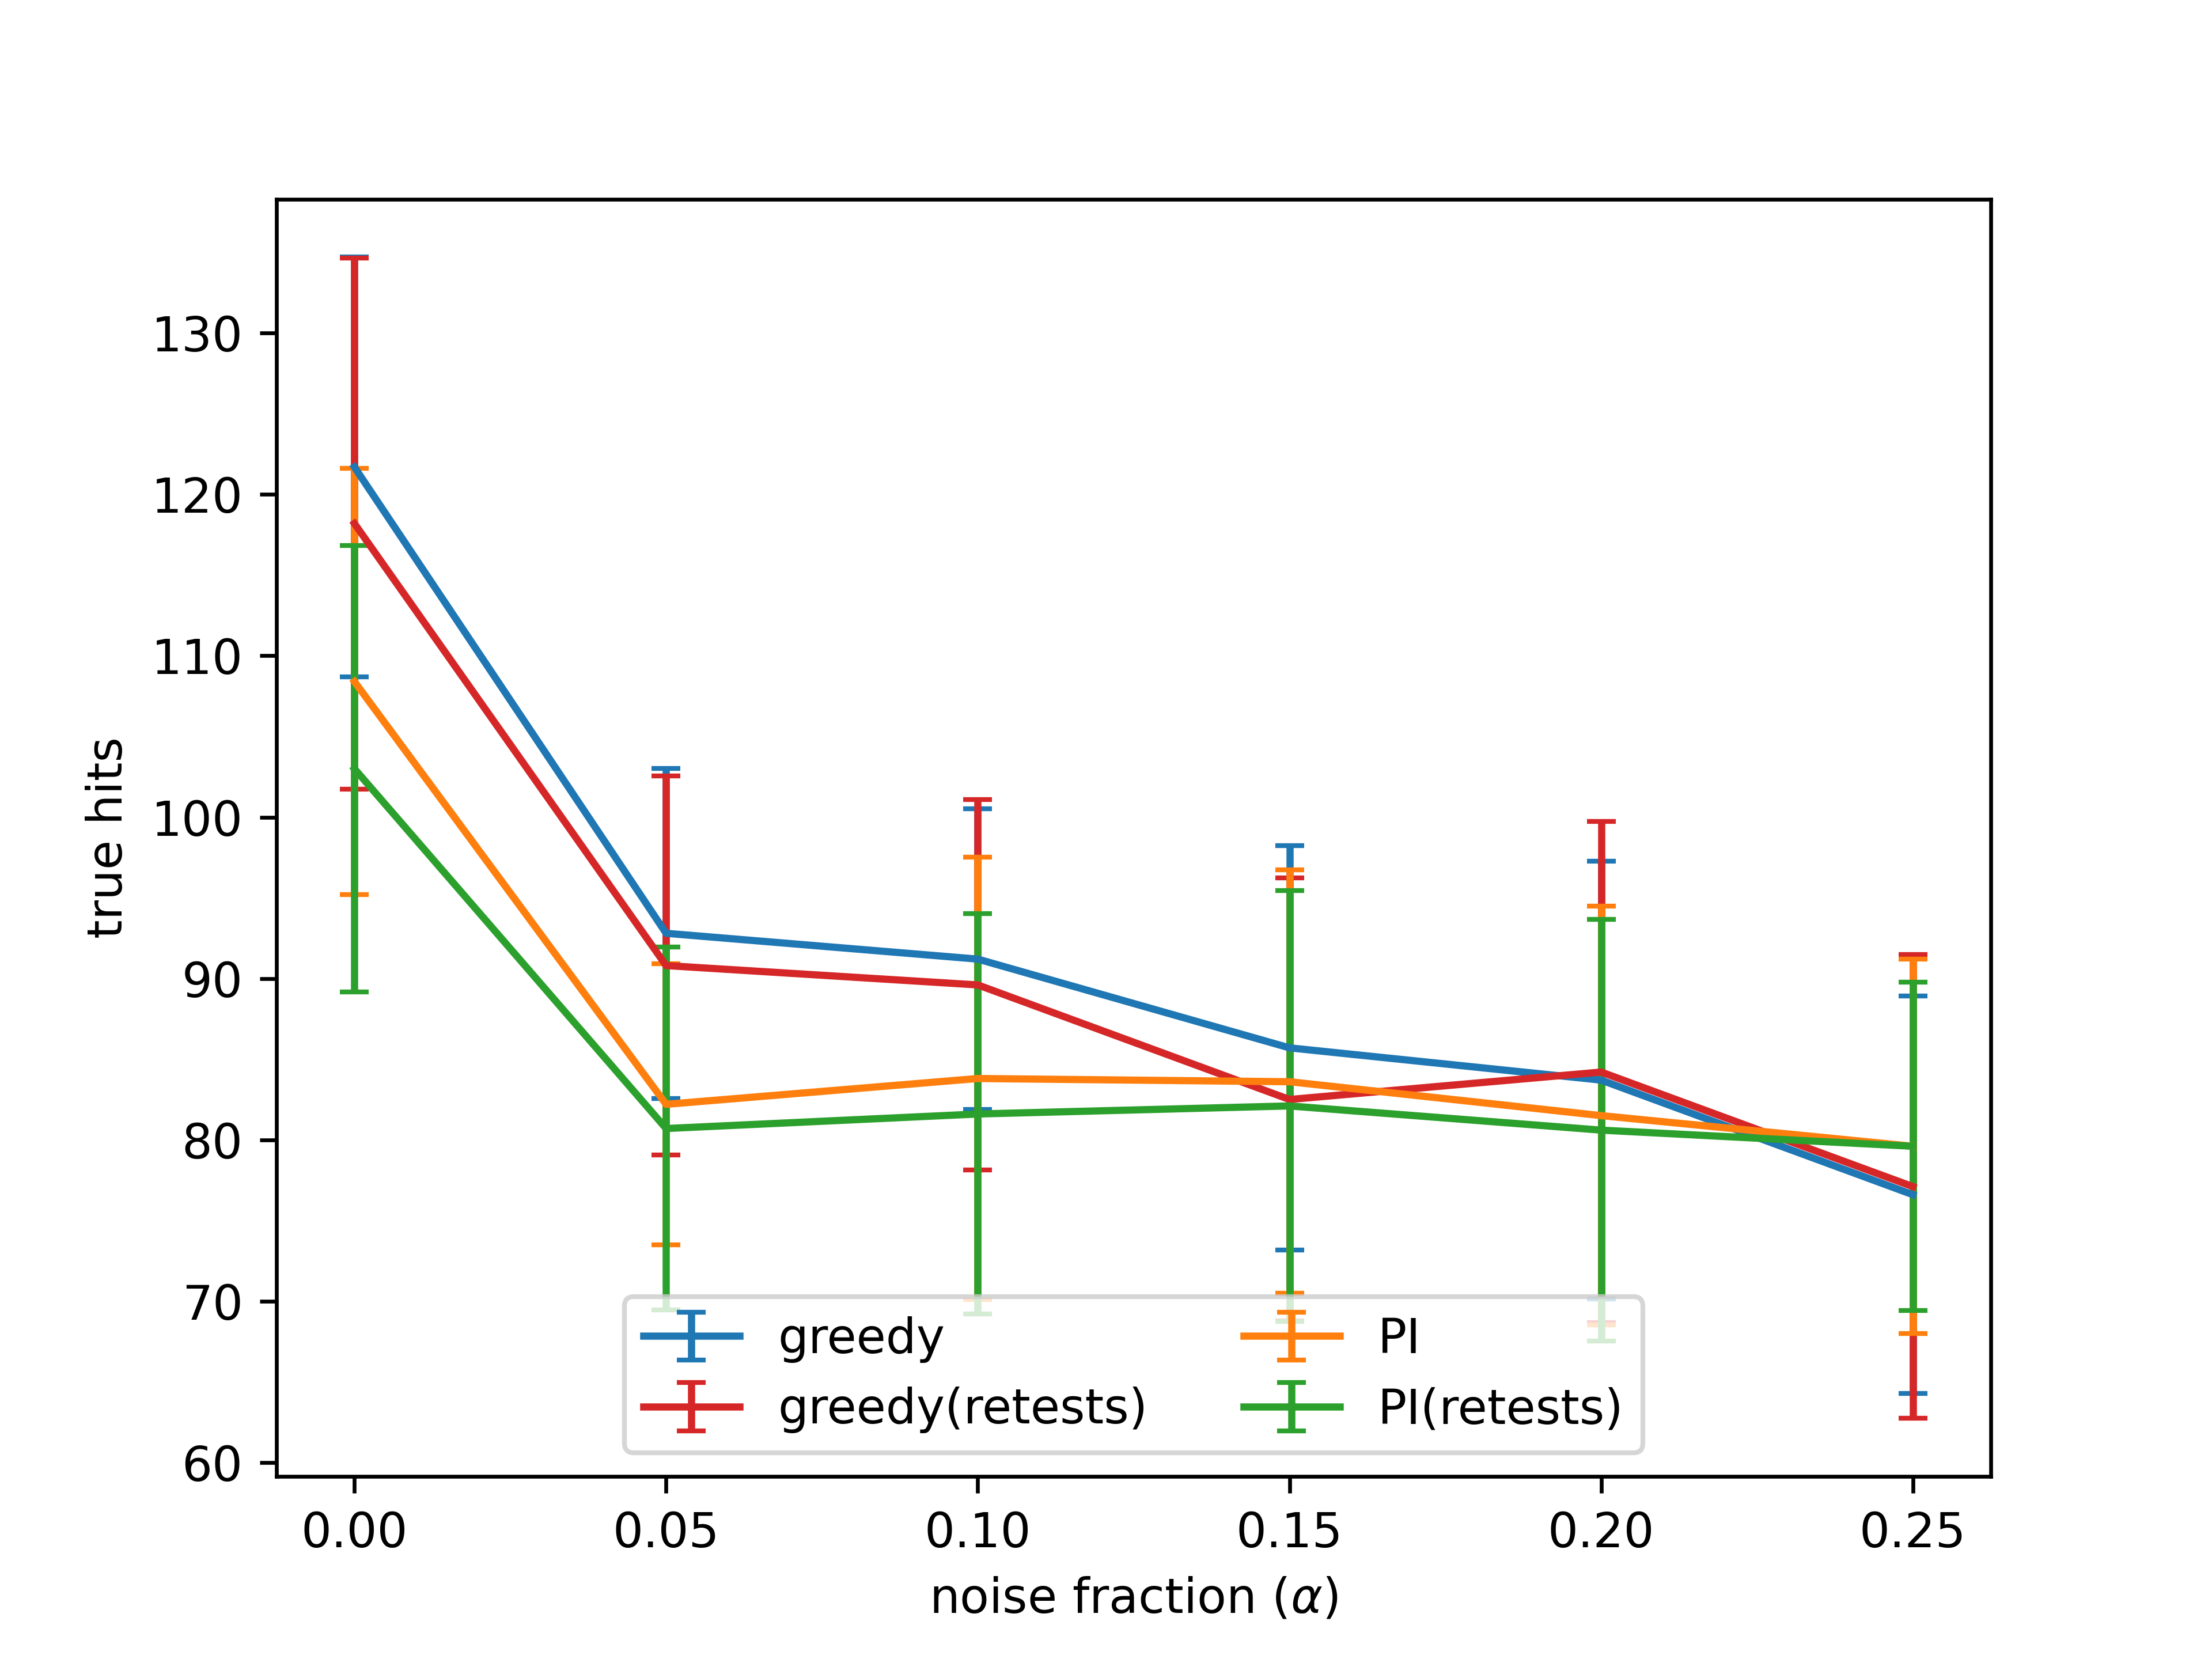 130
120
110
100
90
80
70
60
true hits
greedy
greedy(retests)
PI
PI(retests)
0.00 0.05 0.10 0.15 0.20 0.25
noise fraction (α)